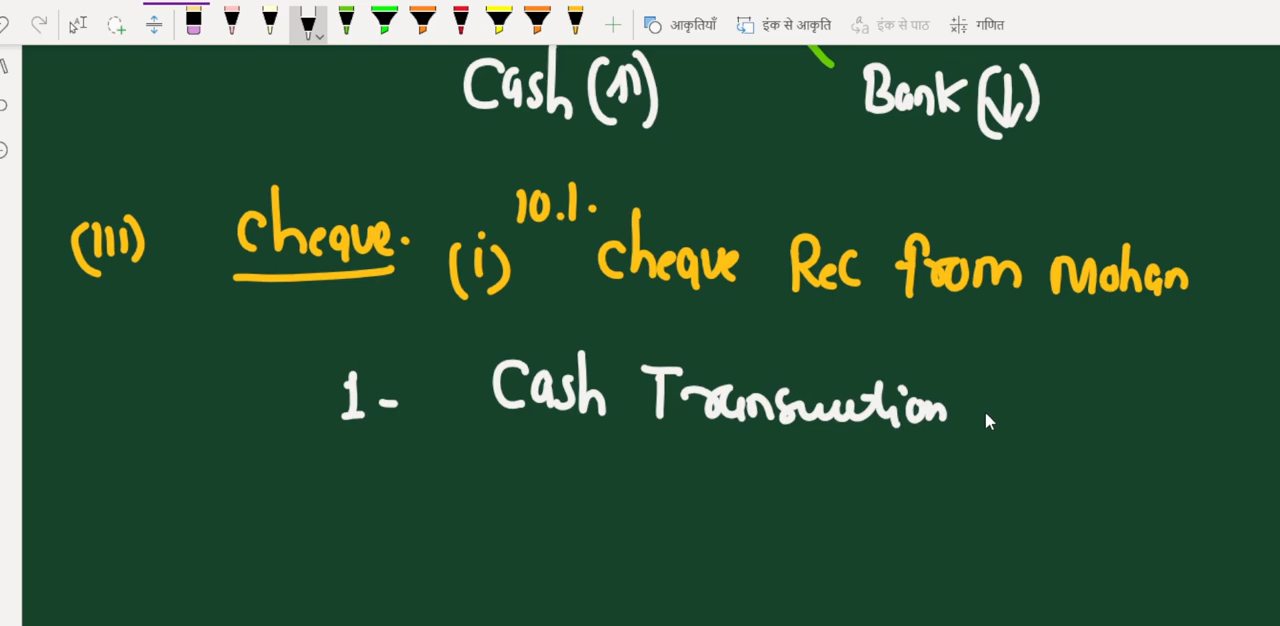 आकृतियाँ इंक से आकृति इंक से पाठ गणित
Cash (↑) Bank (↓)
(III) Cheque. (i) 10.1. Cheque Rec from Mohan
1- Cash Transaction